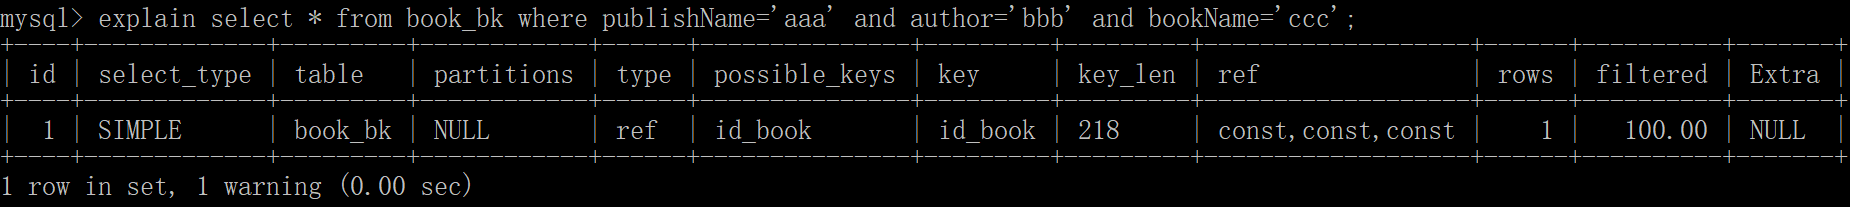 mysql> explain select * from book_bk where publishName='aaa' and author='bbb' and bookName='ccc';
+----+-------------+----------+------------+------+---------------+---------+---------+-------------------+------+----------+-------+
| id | select_type | table    | partitions | type | possible_keys | key     | key_len | ref               | rows | filtered | Extra |
+----+-------------+----------+------------+------+---------------+---------+---------+-------------------+------+----------+-------+
|  1 | SIMPLE      | book_bk  | NULL       | ref  | id_book       | id_book | 218     | const,const,const |    1 |   100.00 | NULL  |
+----+-------------+----------+------------+------+---------------+---------+---------+-------------------+------+----------+-------+
1 row in set, 1 warning (0.00 sec)